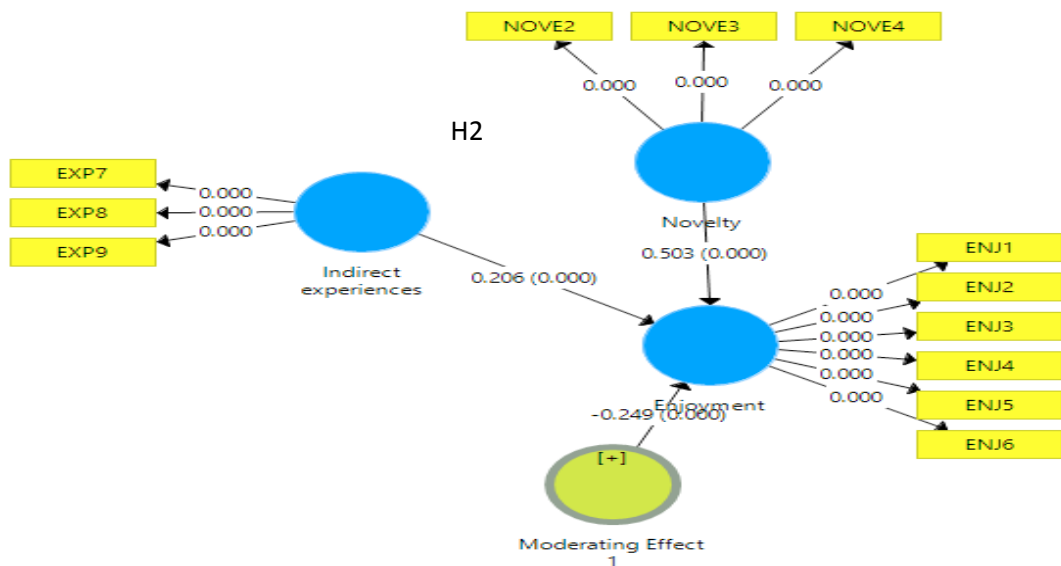 NOVE2
NOVE3
NOVE4
0.000
0.000
0.000
H2
EXP7
EXP8
EXP9
0.000
0.000
0.000
Novelty
Indirect
experiences
0.503 (0.000)
0.206 (0.000)
ENJ1
ENJ2
ENJ3
ENJ4
ENJ5
ENJ6
0.000
0.000
0.000
0.000
0.000
0.000
Enjoyment
-0.249 (0.000)
[+]
Moderating Effect
1